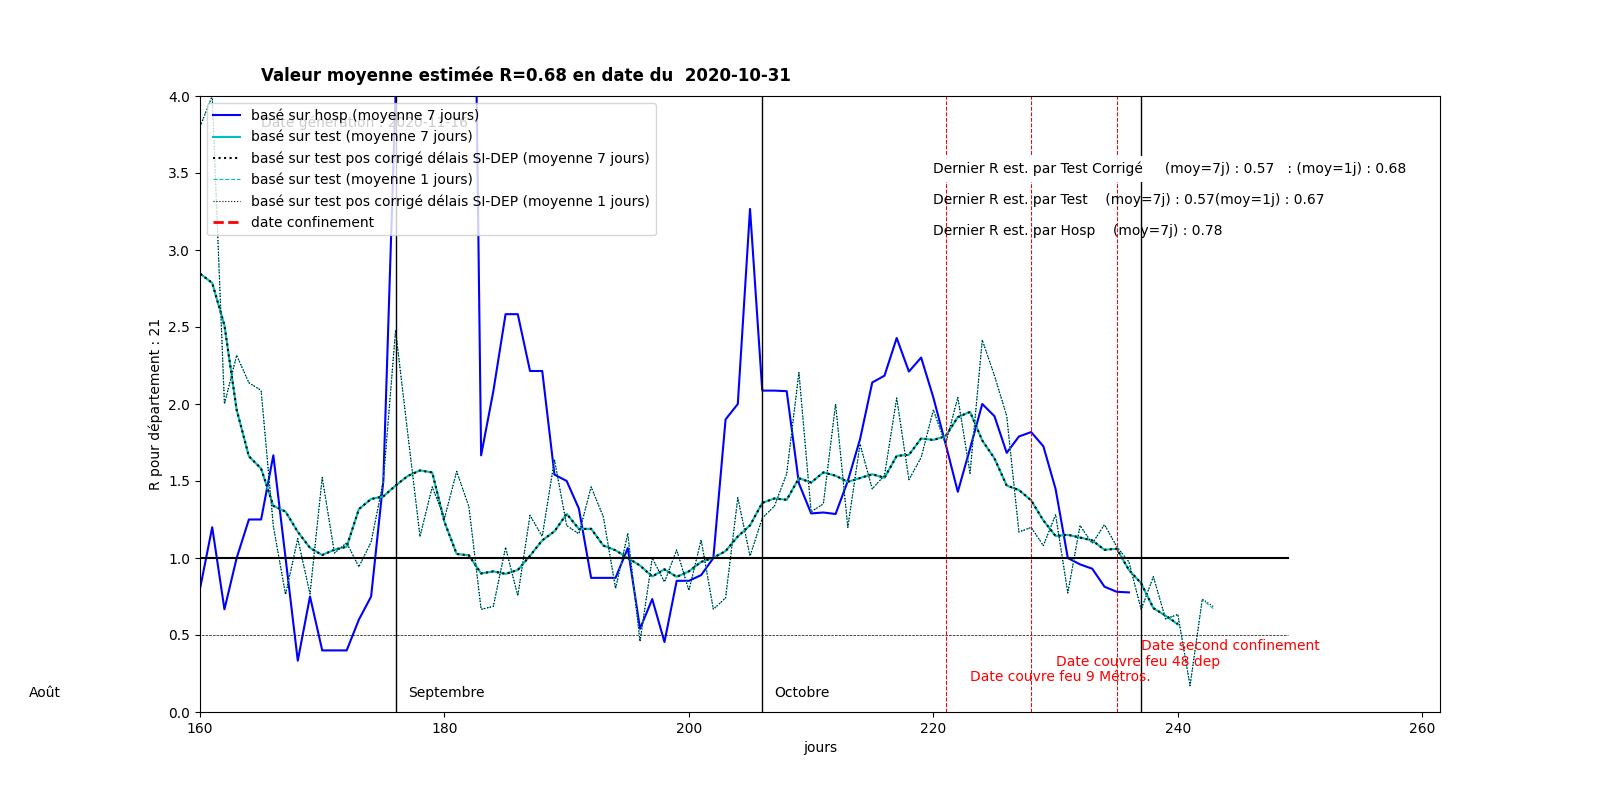 Valeur moyenne estimée R=0.68 en date du  2020-10-31
Date génération : 2020-11-16
basé sur hosp (moyenne 7 jours)
basé sur test (moyenne 7 jours)
basé sur test pos corrigé délais SI-DEP (moyenne 7 jours)
basé sur test (moyenne 1 jours)
basé sur test pos corrigé délais SI-DEP (moyenne 1 jours)
date confinement
Dernier R est. par Test Corrigé (moy=7j) : 0.57 : (moy=1j) : 0.68
Dernier R est. par Test (moy=7j) : 0.57(moy=1j) : 0.67
Dernier R est. par Hosp (moy=7j) : 0.78
4.0
3.5
3.0
2.5
2.0
1.5
1.0
0.5
0.0
R pour département : 21
Date second confinement
Date couvre feu 48 dep
Date couvre feu 9 Métros.
Août
Septembre
Octobre
160
180
200
220
240
260
jours